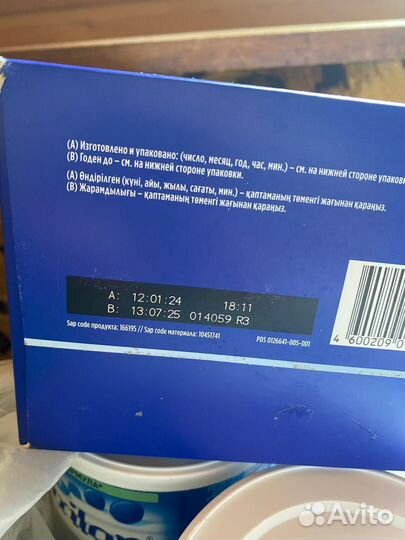 (A) Изготовлено и упаковано: (число, месяц, год, час, мин.) – см. на нижней стороне упаковки.
(B) Годен до – см. на нижней стороне упаковки.
(A) Өндірілген (күні, айы, жылы, сағаты, мин.) – қаптаманың төменгі жағынан қараңыз.
(B) Жарамдылығы – қаптаманың төменгі жағынан қараңыз.
A: 12:01:24 18:11
B: 13:07:25 014059 R3
Sap code продукта: 166195 // Sap code материала: 10451741
PDS 0126641-005-001
4 600209 0
Avito